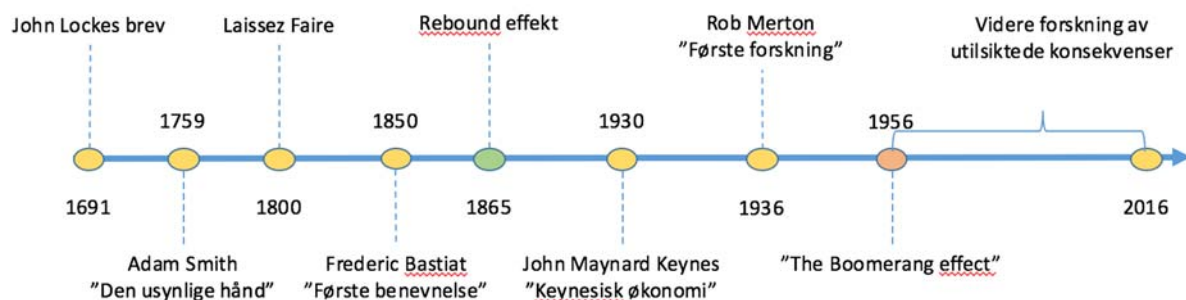 John Lockes brev
Laissez Faire
Rebound effekt
Rob Merton
”Første forskning”
Videre forskning av
utilsiktede konsekvenser
1759
1850
1930
1956
1691
1800
1865
1936
2016
Adam Smith
”Den usynlige hånd”
Frederic Bastiat
”Første benevnelse”
John Maynard Keynes
”Keynesisk økonomi”
”The Boomerang effect”